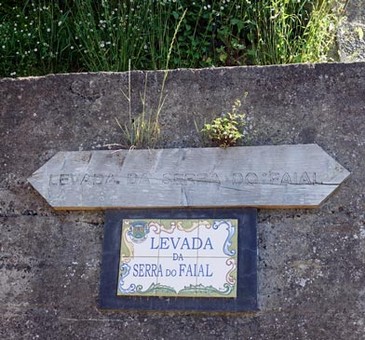 LEVADA DA SERRA DO FAIAL
LEVADA
DA
SERRA DO FAIAL